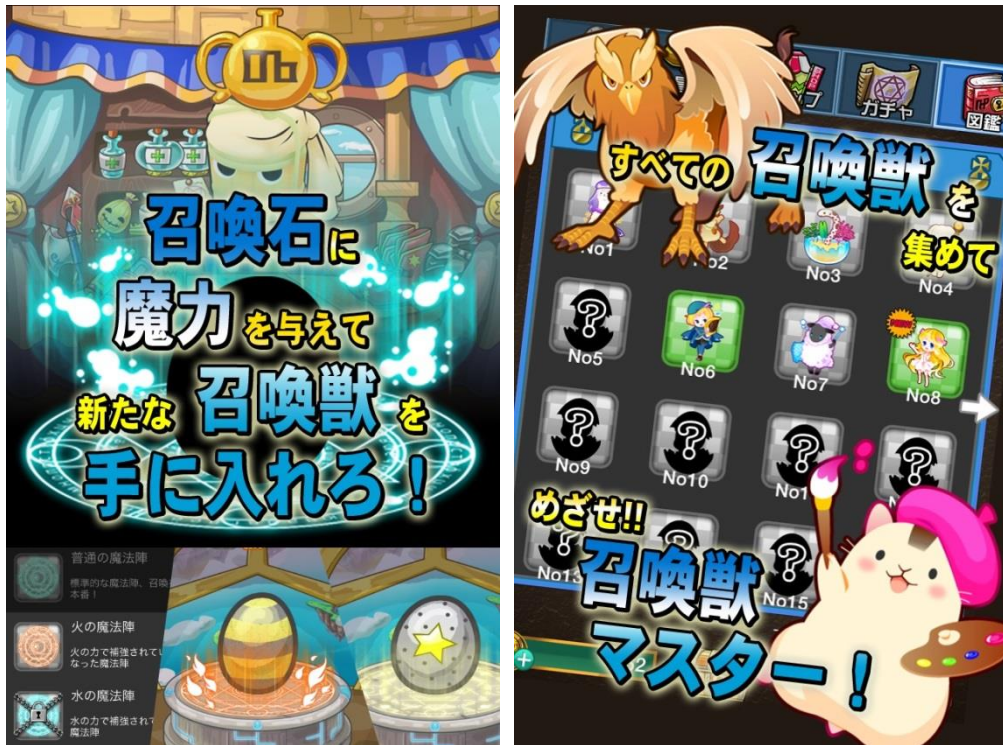 召喚石に
魔力を与えて
新たな召喚獣を
手に入れろ!
普通の魔法陣
標準的な魔法陣、召喚
本番!
火の魔法陣
火の力で補強されてい
なった魔法陣
水の魔法陣
水の力で補強されて
魔法陣
ガチャ
図鑑
すべての召喚獣を
集めて
No1
No2
No3
No4
No5
No6
No7
NEW!
No8
No9
No10
No1
めざせ!!
召喚獣
マスター!
No13
No15
2